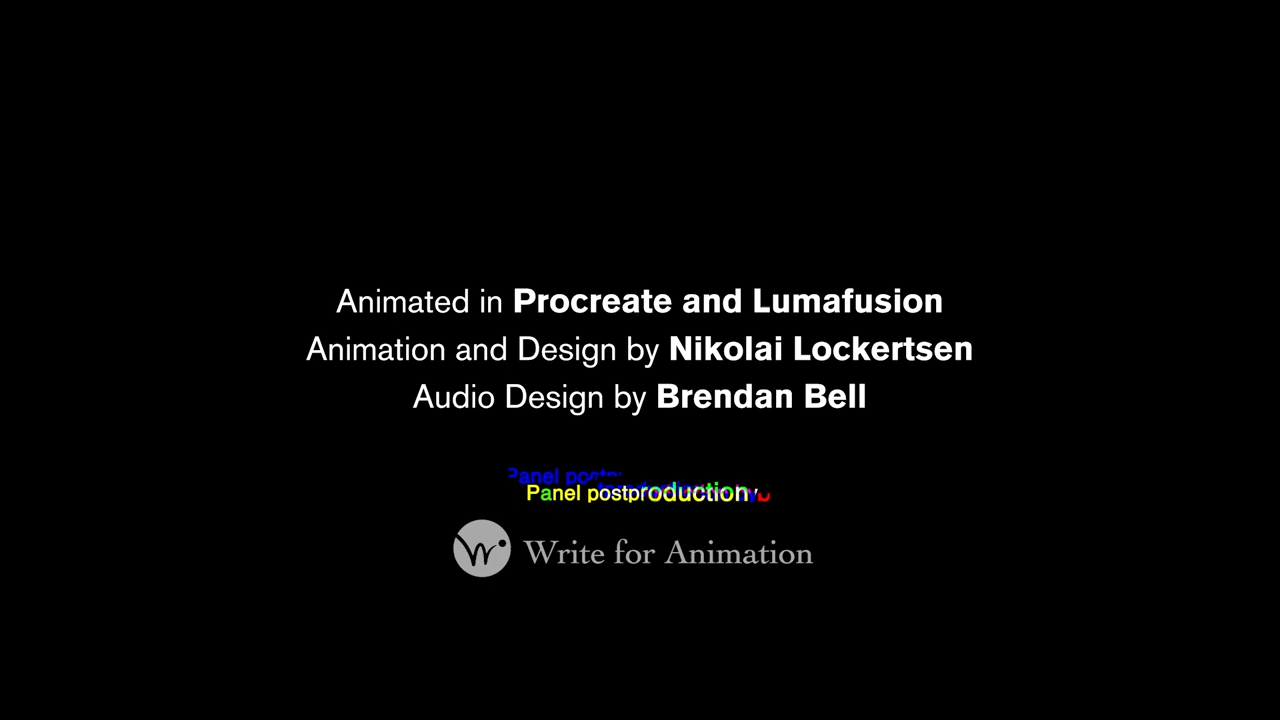 Animated in Procreate and Lumafusion
Animation and Design by Nikolai Lockertsen
Audio Design by Brendan Bell
Panel postproduction
Write for Animation